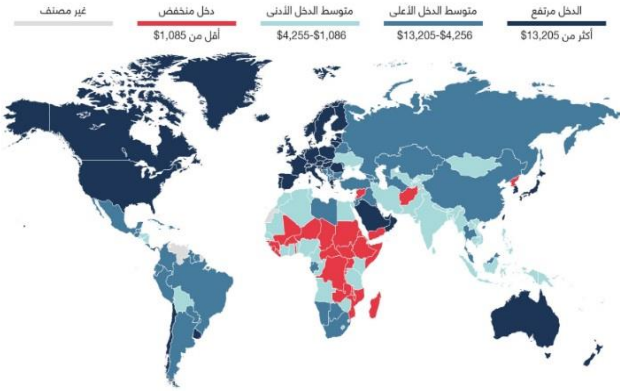 الدخل مرتفع
أكثر من 13,205$
متوسط الدخل الأعلى
$13,205-$4,256
متوسط الدخل الأدنى
$4,255-$1,086
دخل منخفض
أقل من 1,085$
غير مصنف